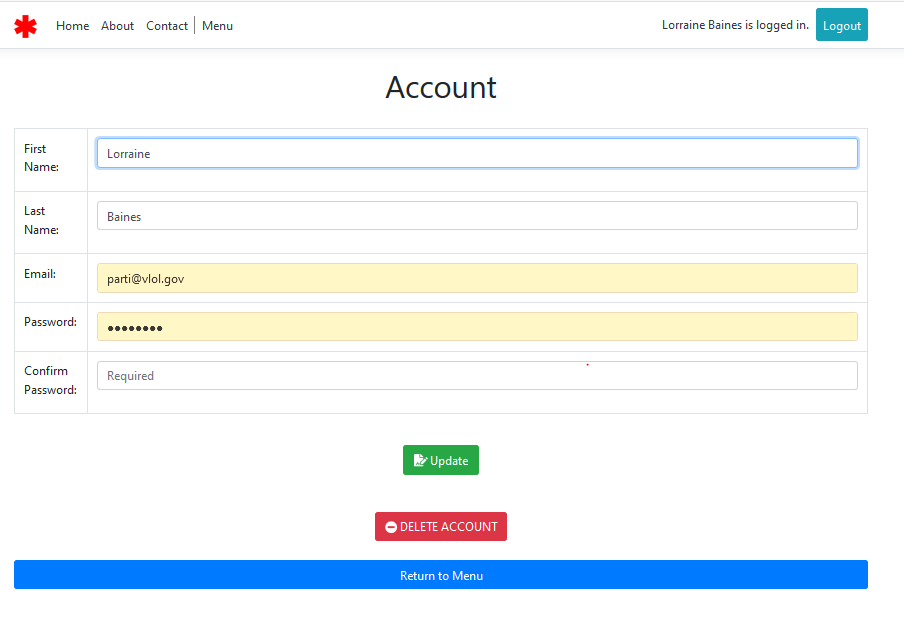 Home About Contact Menu Lorraine Baines is logged in. Logout
Account
First
Name:
Lorraine
Last
Name:
Baines
Email:
parti@vlol.gov
Password:
••••••••
Confirm
Password:
Required
Update
DELETE ACCOUNT
Return to Menu